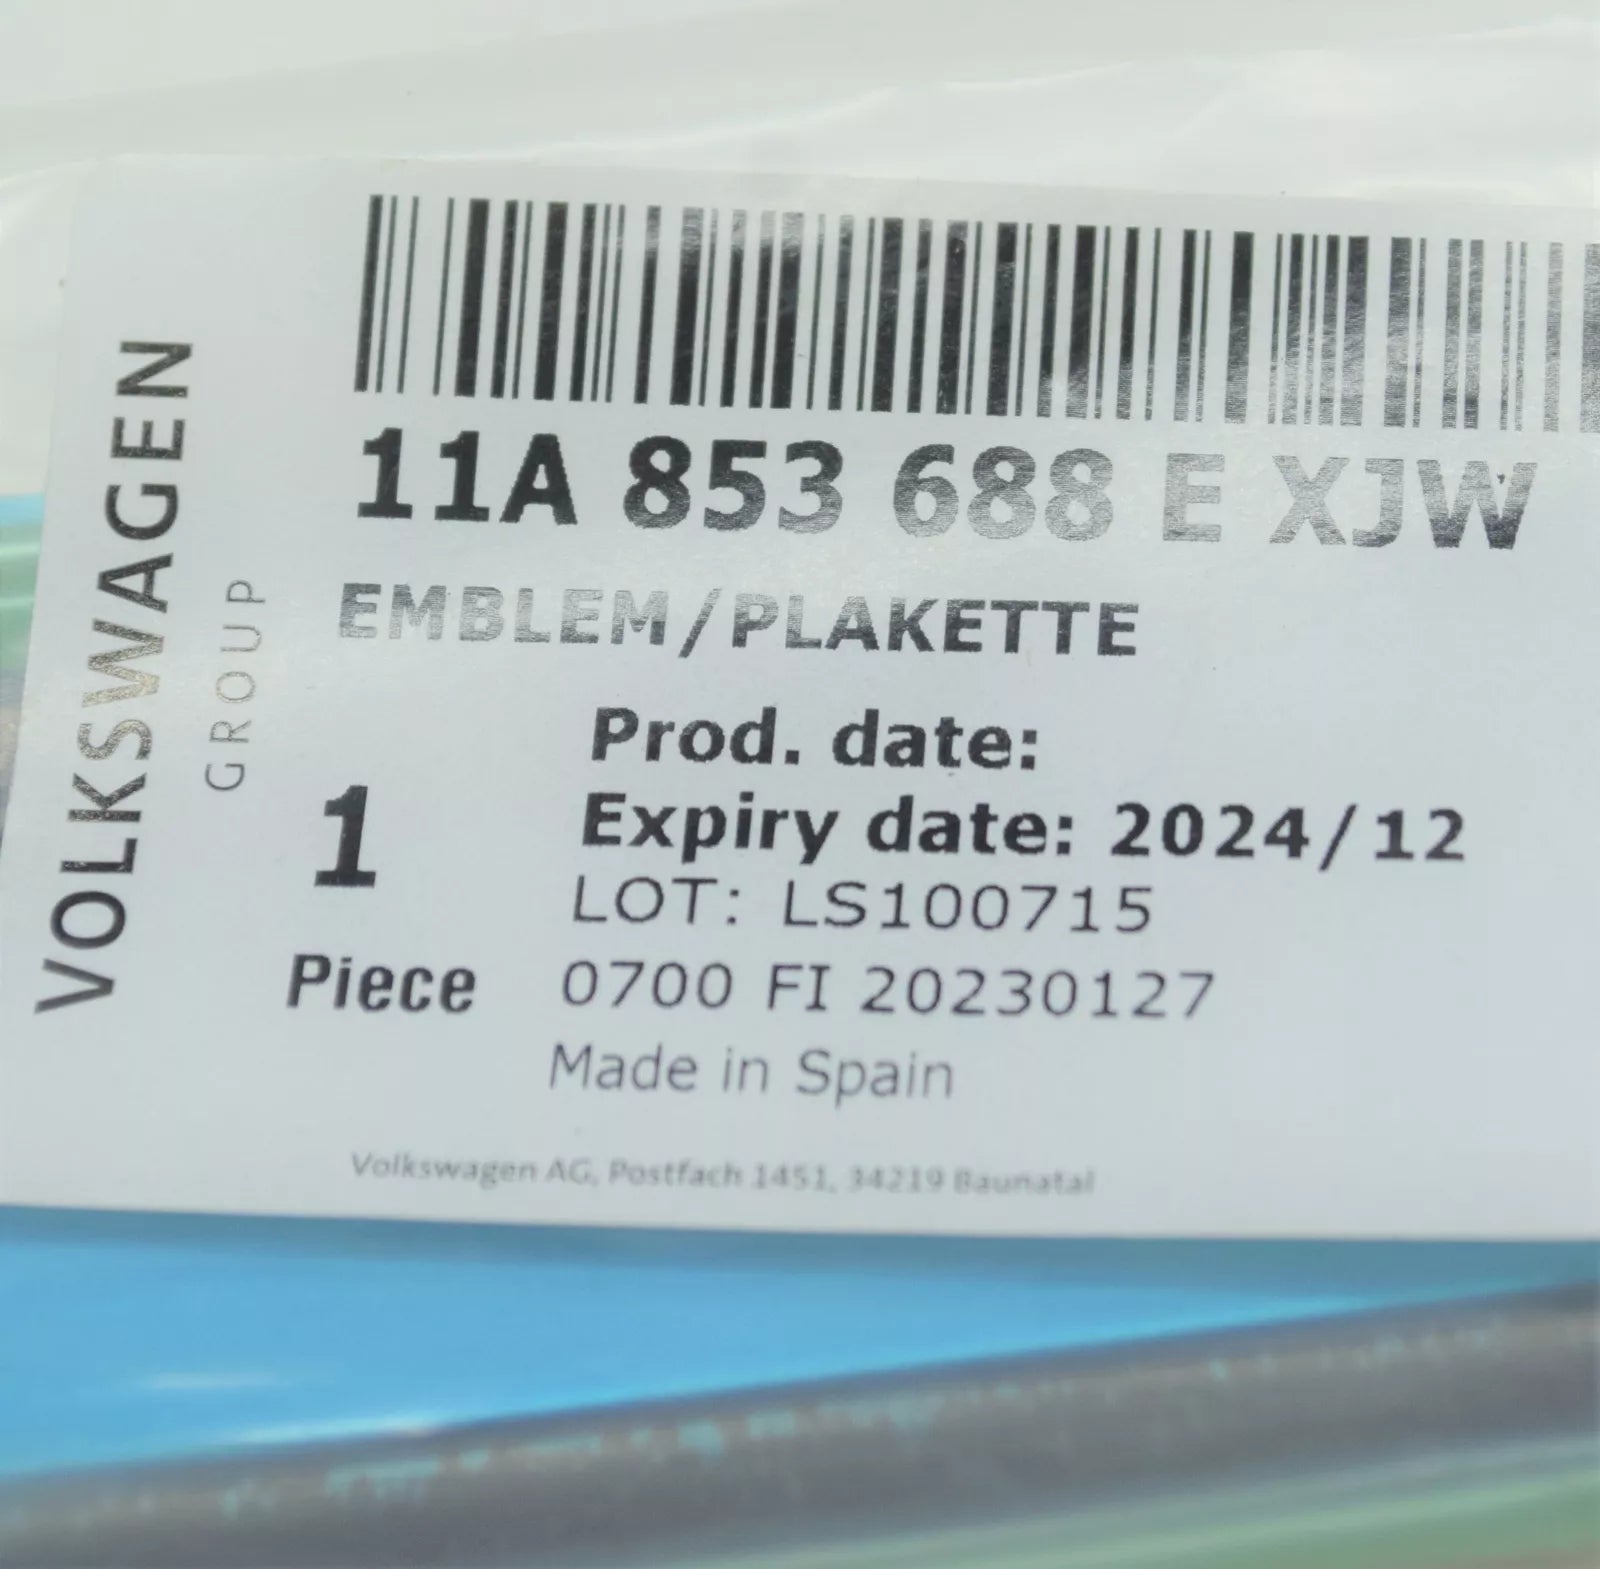 VOLKSWAGEN
GROUP
11A 853 688 E XJW
EMBLEM/PLAKETTE
Prod. date:
Expiry date: 2024/12
LOT: LS100715
1
Piece
0700 FI 20230127
Made in Spain
Volkswagen AG, Postfach 1451, 34219 Baunatal